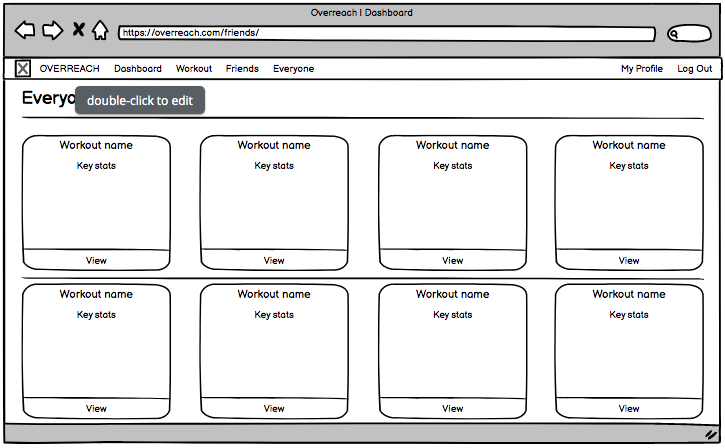 Overreach | Dashboard
https://overreach.com/friends/
OVERREACH Dashboard Workout Friends Everyone My Profile Log Out
double-click to edit
Workout name Workout name Workout name Workout name
Key stats Key stats Key stats Key stats
View View View View
Workout name Workout name Workout name Workout name
Key stats Key stats Key stats Key stats
View View View View